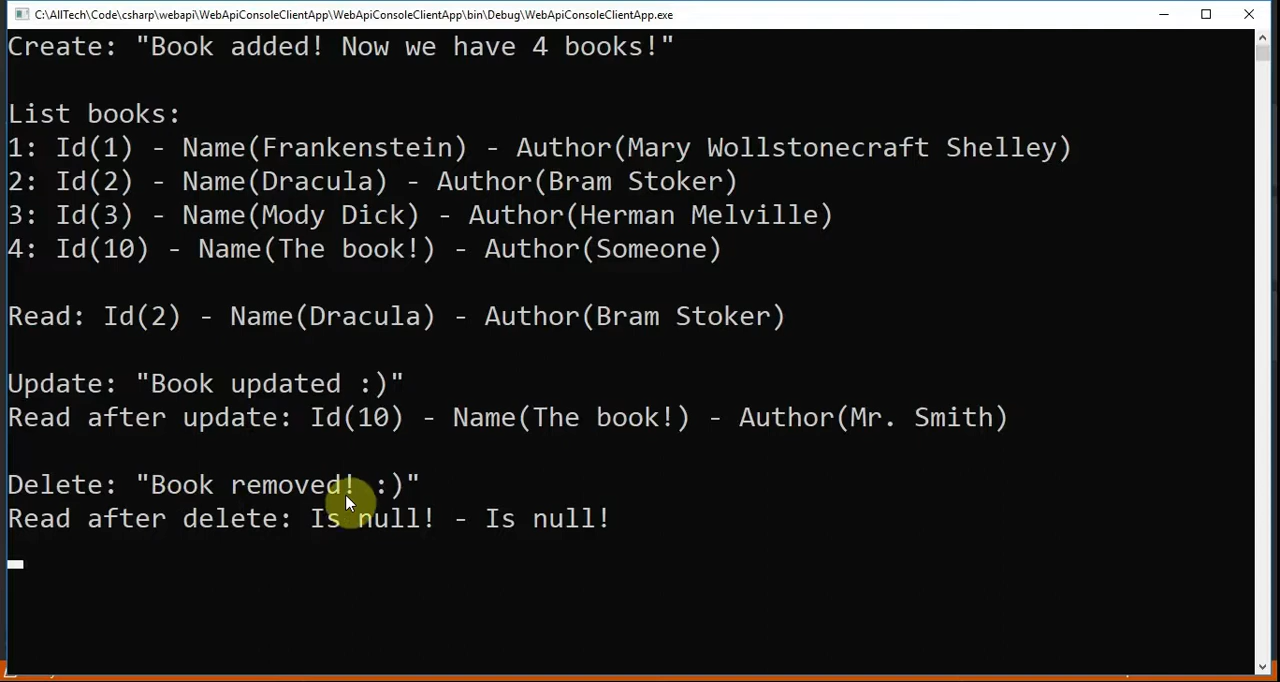 C:\AllTech\Code\csharp\webapi\WebApiConsoleClientApp\WebApiConsoleClientApp\bin\Debug\WebApiConsoleClientApp.exe
Create: "Book added! Now we have 4 books!"
List books:
1: Id(1) - Name(Frankenstein) - Author(Mary Wollstonecraft Shelley)
2: Id(2) - Name(Dracula) - Author(Bram Stoker)
3: Id(3) - Name(Mody Dick) - Author(Herman Melville)
4: Id(10) - Name(The book!) - Author(Someone)
Read: Id(2) - Name(Dracula) - Author(Bram Stoker)
Update: "Book updated :)"
Read after update: Id(10) - Name(The book!) - Author(Mr. Smith)
Delete: "Book removed! :)"
Read after delete: Is null! - Is null!